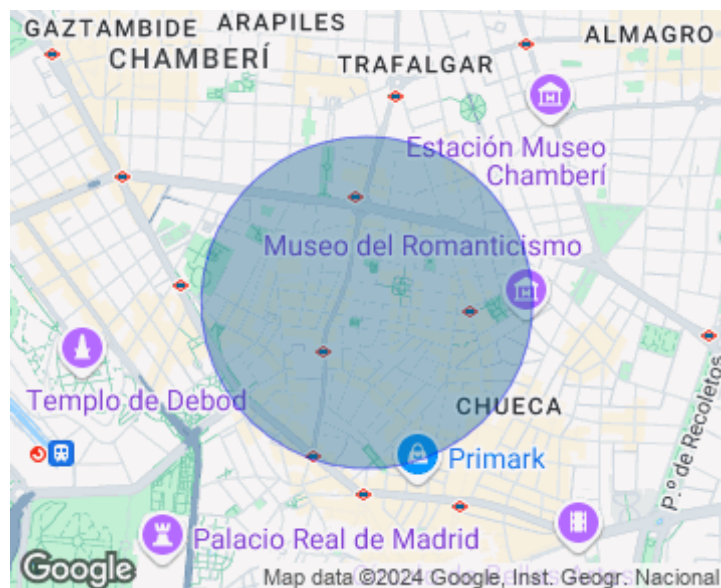 GAZTAMBIDE
ARAPILES
ALMAGRO
CHAMBERÍ
TRAFALGAR
Estación Museo
Chamberí
Museo del Romanticismo
Templo de Debod
CHUECA
P.º de Recoletos
Primark
Palacio Real de Madrid
Google
Map data ©2024 Google, Inst. Geogr. Nacional